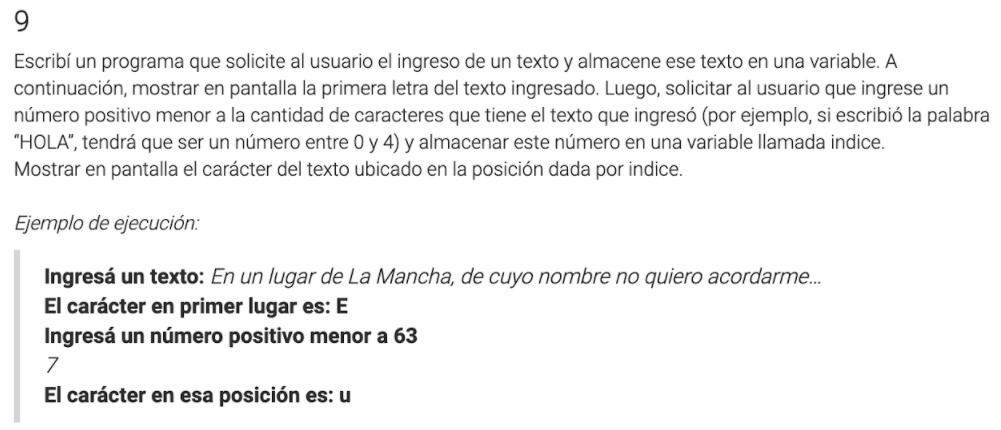 9
Escribí un programa que solicite al usuario el ingreso de un texto y almacene ese texto en una variable. A
continuación, mostrar en pantalla la primera letra del texto ingresado. Luego, solicitar al usuario que ingrese un
número positivo menor a la cantidad de caracteres que tiene el texto que ingresó (por ejemplo, si escribió la palabra
“HOLA”, tendrá que ser un número entre 0 y 4) y almacenar este número en una variable llamada indice.
Mostrar en pantalla el carácter del texto ubicado en la posición dada por indice.
Ejemplo de ejecución:
Ingresá un texto: En un lugar de La Mancha, de cuyo nombre no quiero acordarme...
El carácter en primer lugar es: E
Ingresá un número positivo menor a 63
7
El carácter en esa posición es: u